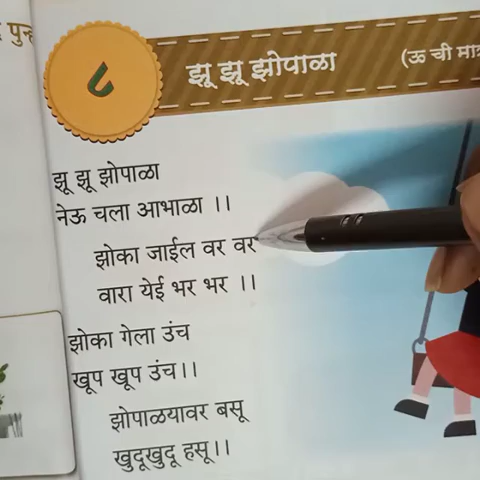 ८
झू झू झोपाळा
(ऊ ची
झू झू झोपाळा
नेऊ चला आभाळा ।।
झोका जाईल वर वर
वारा येई भर भर ।।
झोका गेला उंच
खूप खूप उंच।।
झोपाळयावर बसू
खुदूखुदू हसू।।